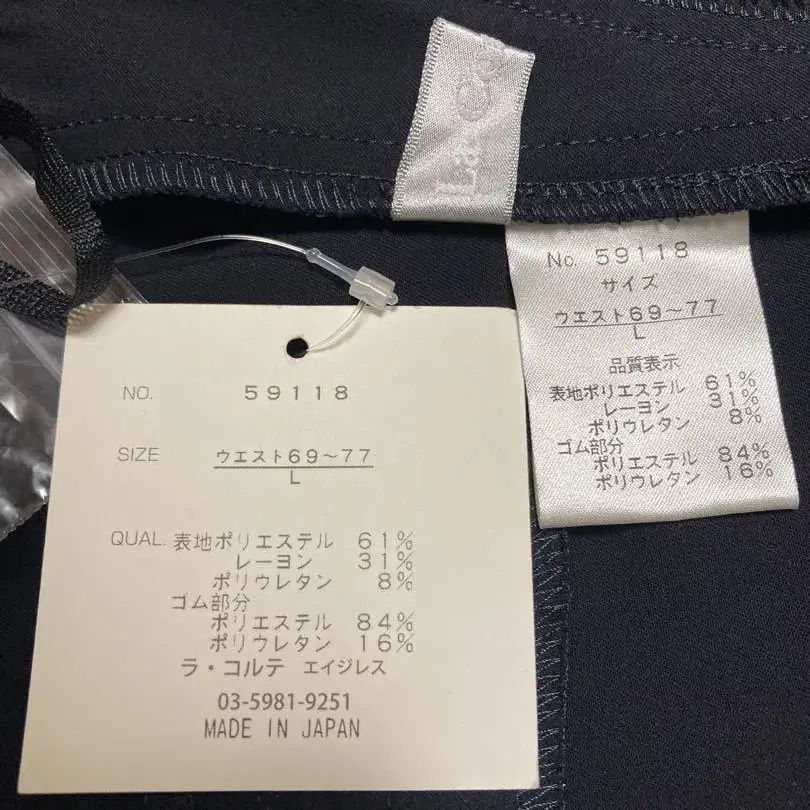 La Co
No. 59118
サイズ
ウエスト69～77
L
品質表示
表地ポリエステル 61%
レーヨン 31%
ポリウレタン 8%
ゴム部分
ポリエステル 84%
ポリウレタン 16%
NO. 59118
SIZE ウエスト69～77
L
QUAL. 表地ポリエステル 61%
レーヨン 31%
ポリウレタン 8%
ゴム部分
ポリエステル 84%
ポリウレタン 16%
ラ・コルテ エイジレス
03-5981-9251
MADE IN JAPAN